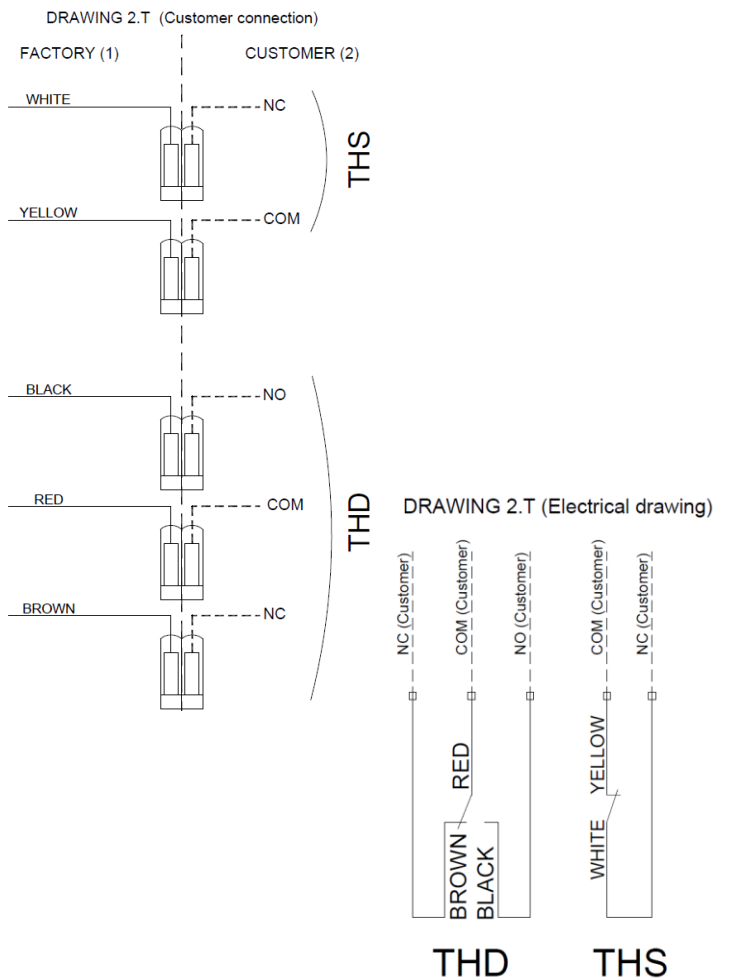 DRAWING 2.T (Customer connection)
FACTORY (1)
CUSTOMER (2)
WHITE
NC
THS
YELLOW
COM
BLACK
NO
RED
COM
THD
BROWN
NC
DRAWING 2.T (Electrical drawing)
NC (Customer)
COM (Customer)
NO (Customer)
COM (Customer)
NC (Customer)
RED
YELLOW
BROWN
BLACK
WHITE
THD
THS